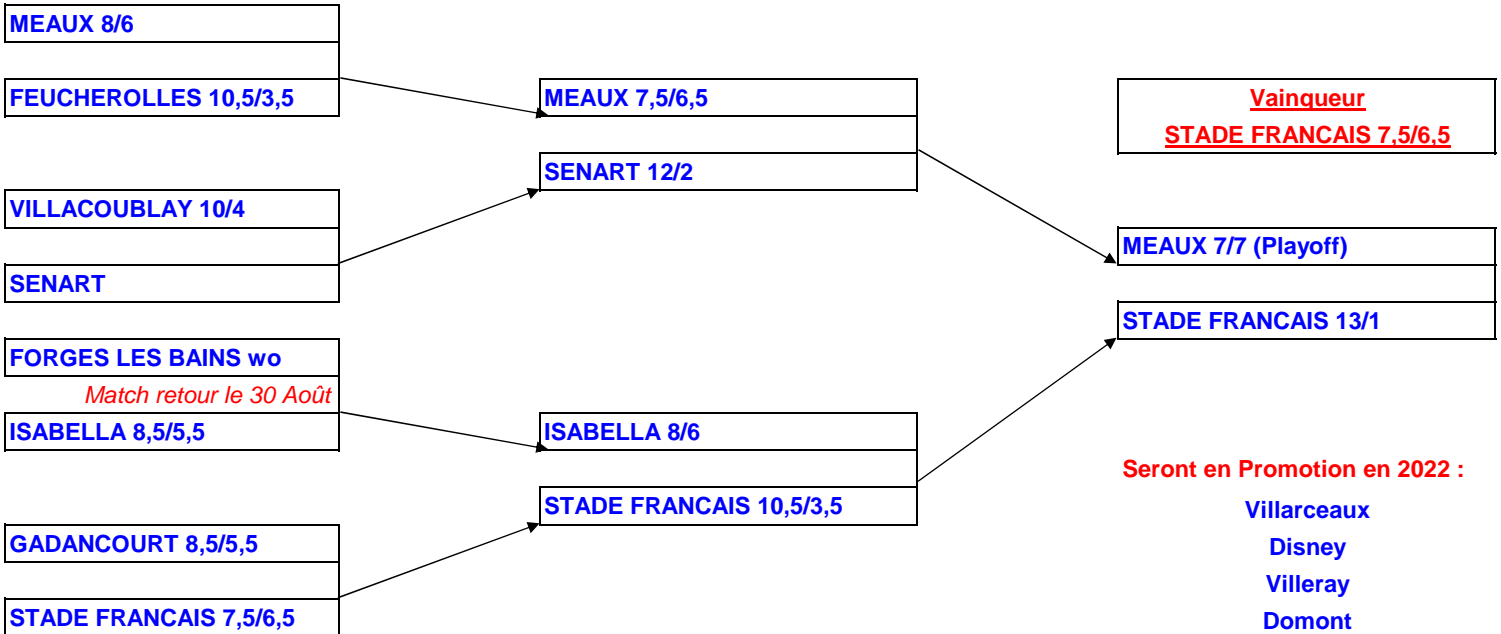 MEAUX 8/6
FEUCHEROLLES 10,5/3,5
VILLACOUBLAY 10/4
SENART
FORGES LES BAINS wo
Match retour le 30 Août
ISABELLA 8,5/5,5
GADANCOURT 8,5/5,5
STADE FRANCAIS 7,5/6,5
MEAUX 7,5/6,5
SENART 12/2
ISABELLA 8/6
STADE FRANCAIS 10,5/3,5
Vainqueur
STADE FRANCAIS 7,5/6,5
MEAUX 7/7 (Playoff)
STADE FRANCAIS 13/1
Seront en Promotion en 2022 :
Villarceaux
Disney
Villeray
Domont